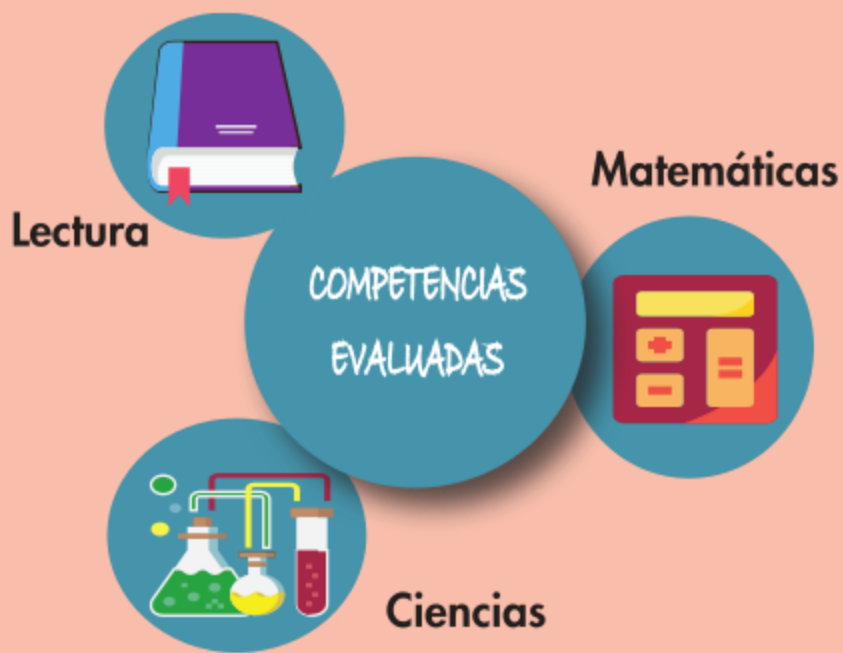 Matemáticas
Lectura
COMPETENCIAS
EVALUADAS
Ciencias